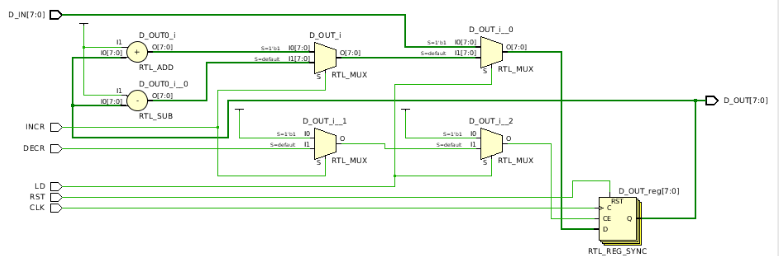 D_IN[7:0]
D_OUT0_i
I1
I0[7:0]
+
O[7:0]
RTL_ADD
D_OUT0_i__0
I1
I0[7:0]
-
O[7:0]
RTL_SUB
D_OUT_i
S=1'b1
I0[7:0]
S=default
I1[7:0]
O[7:0]
S
RTL_MUX
D_OUT_i__0
S=1'b1
I0[7:0]
S=default
I1[7:0]
O[7:0]
S
RTL_MUX
D_OUT[7:0]
INCR
DECR
D_OUT_i__1
S=1'b1
I0
S=default
I1
O
S
RTL_MUX
D_OUT_i__2
S=1'b1
I0
S=default
I1
O
S
RTL_MUX
LD
RST
CLK
D_OUT_reg[7:0]
RST
C
CE
D
Q
RTL_REG_SYNC